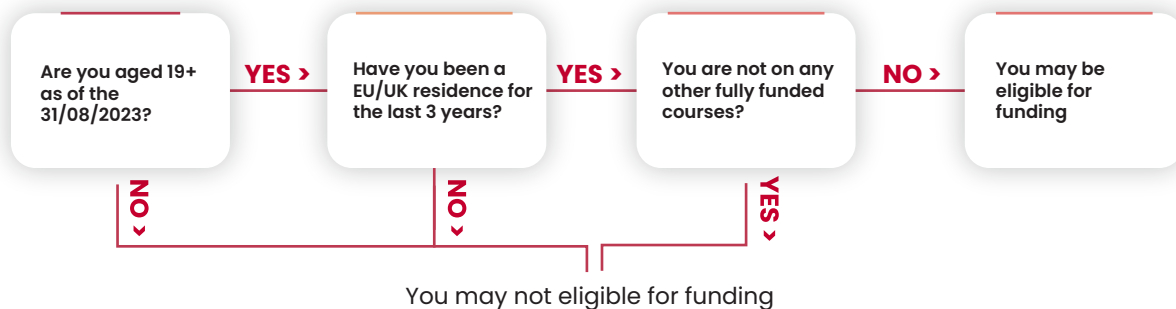 Are you aged 19+
as of the
31/08/2023?
YES >
Have you been a
EU/UK residence for
the last 3 years?
YES >
You are not on any
other fully funded
courses?
NO >
You may be
eligible for
funding
NO >
NO >
YES >
You may not eligible for funding